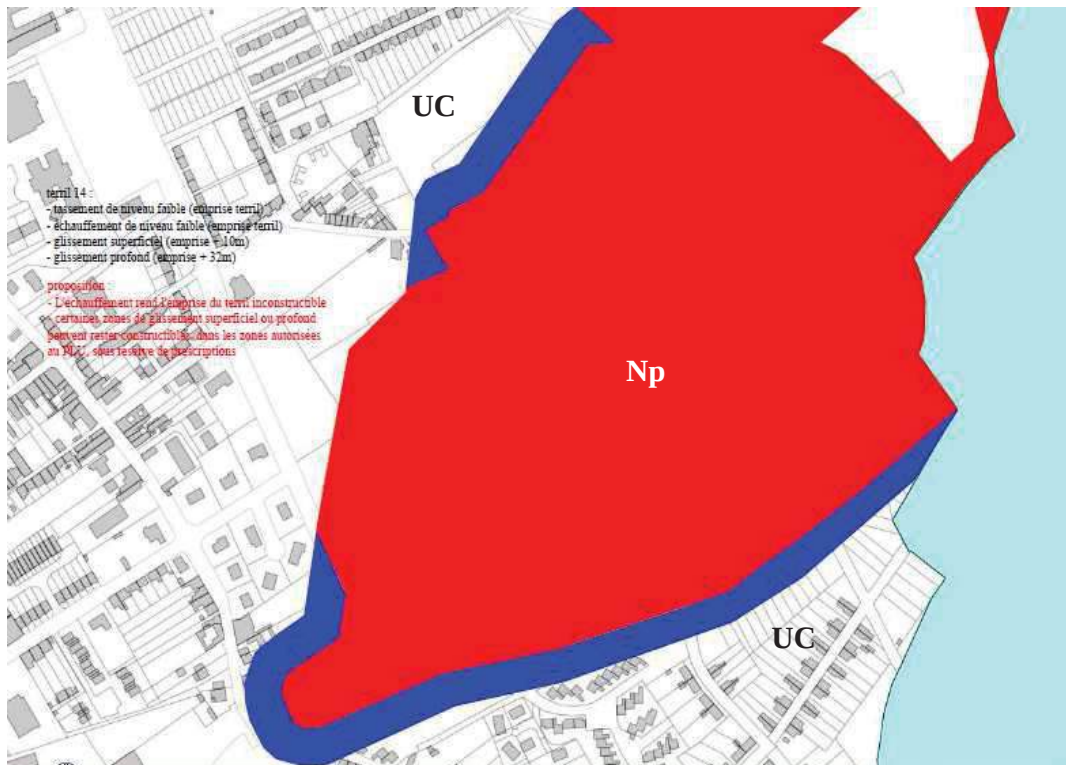 UC
terril 14 :
- tassement de niveau faible (emprise terril)
- échauffement de niveau faible (emprise terril)
- glissement superficiel (emprise + 10m)
- glissement profond (emprise + 32m)
proposition :
- L'échauffement rend l'emprise du terril inconstructible
- certaines zones de glissement superficiel ou profond
peuvent rester constructibles, dans les zones autorisées
au PLU, sous réserve de prescriptions
Np
UC